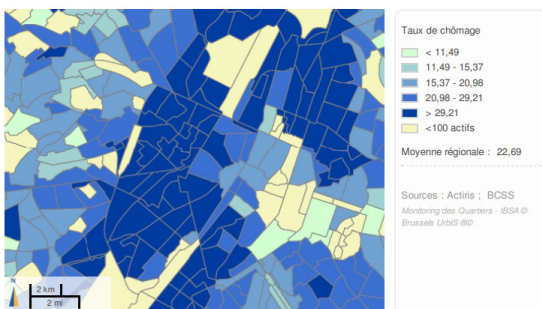 Taux de chômage
< 11,49
11,49 - 15,37
15,37 - 20,98
20,98 - 29,21
> 29,21
<100 actifs
Moyenne régionale : 22,69
Sources : Actiris ; BCSS
Monitoring des Quartiers - IBSA ©
Brussels UrbIS ®©
2 km
2 mi